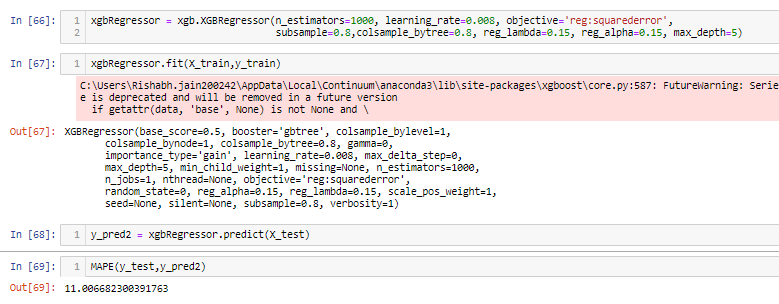 In [66]: 1 xgbRegressor = xgb.XGBRegressor(n_estimators=1000, learning_rate=0.008, objective='reg:squarederror',
2 subsample=0.8,colsample_bytree=0.8, reg_lambda=0.15, reg_alpha=0.15, max_depth=5)
In [67]: 1 xgbRegressor.fit(X_train,y_train)
C:\Users\Rishabh.jain200242\AppData\Local\Continuum\anaconda3\lib\site-packages\xgboost\core.py:587: FutureWarning: Serie
e is deprecated and will be removed in a future version
if getattr(data, 'base', None) is not None and \
Out[67]: XGBRegressor(base_score=0.5, booster='gbtree', colsample_bylevel=1,
colsample_bynode=1, colsample_bytree=0.8, gamma=0,
importance_type='gain', learning_rate=0.008, max_delta_step=0,
max_depth=5, min_child_weight=1, missing=None, n_estimators=1000,
n_jobs=1, nthread=None, objective='reg:squarederror',
random_state=0, reg_alpha=0.15, reg_lambda=0.15, scale_pos_weight=1,
seed=None, silent=None, subsample=0.8, verbosity=1)
In [68]: 1 y_pred2 = xgbRegressor.predict(X_test)
In [69]: 1 MAPE(y_test,y_pred2)
Out[69]: 11.006682300391763